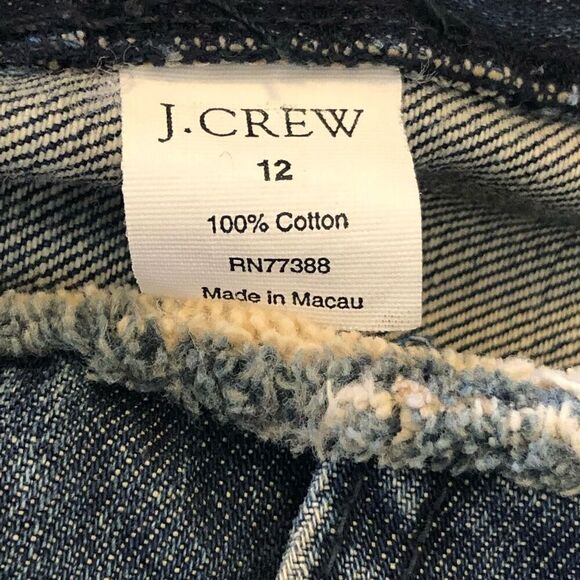 J.CREW
12
100% Cotton
RN77388
Made in Macau